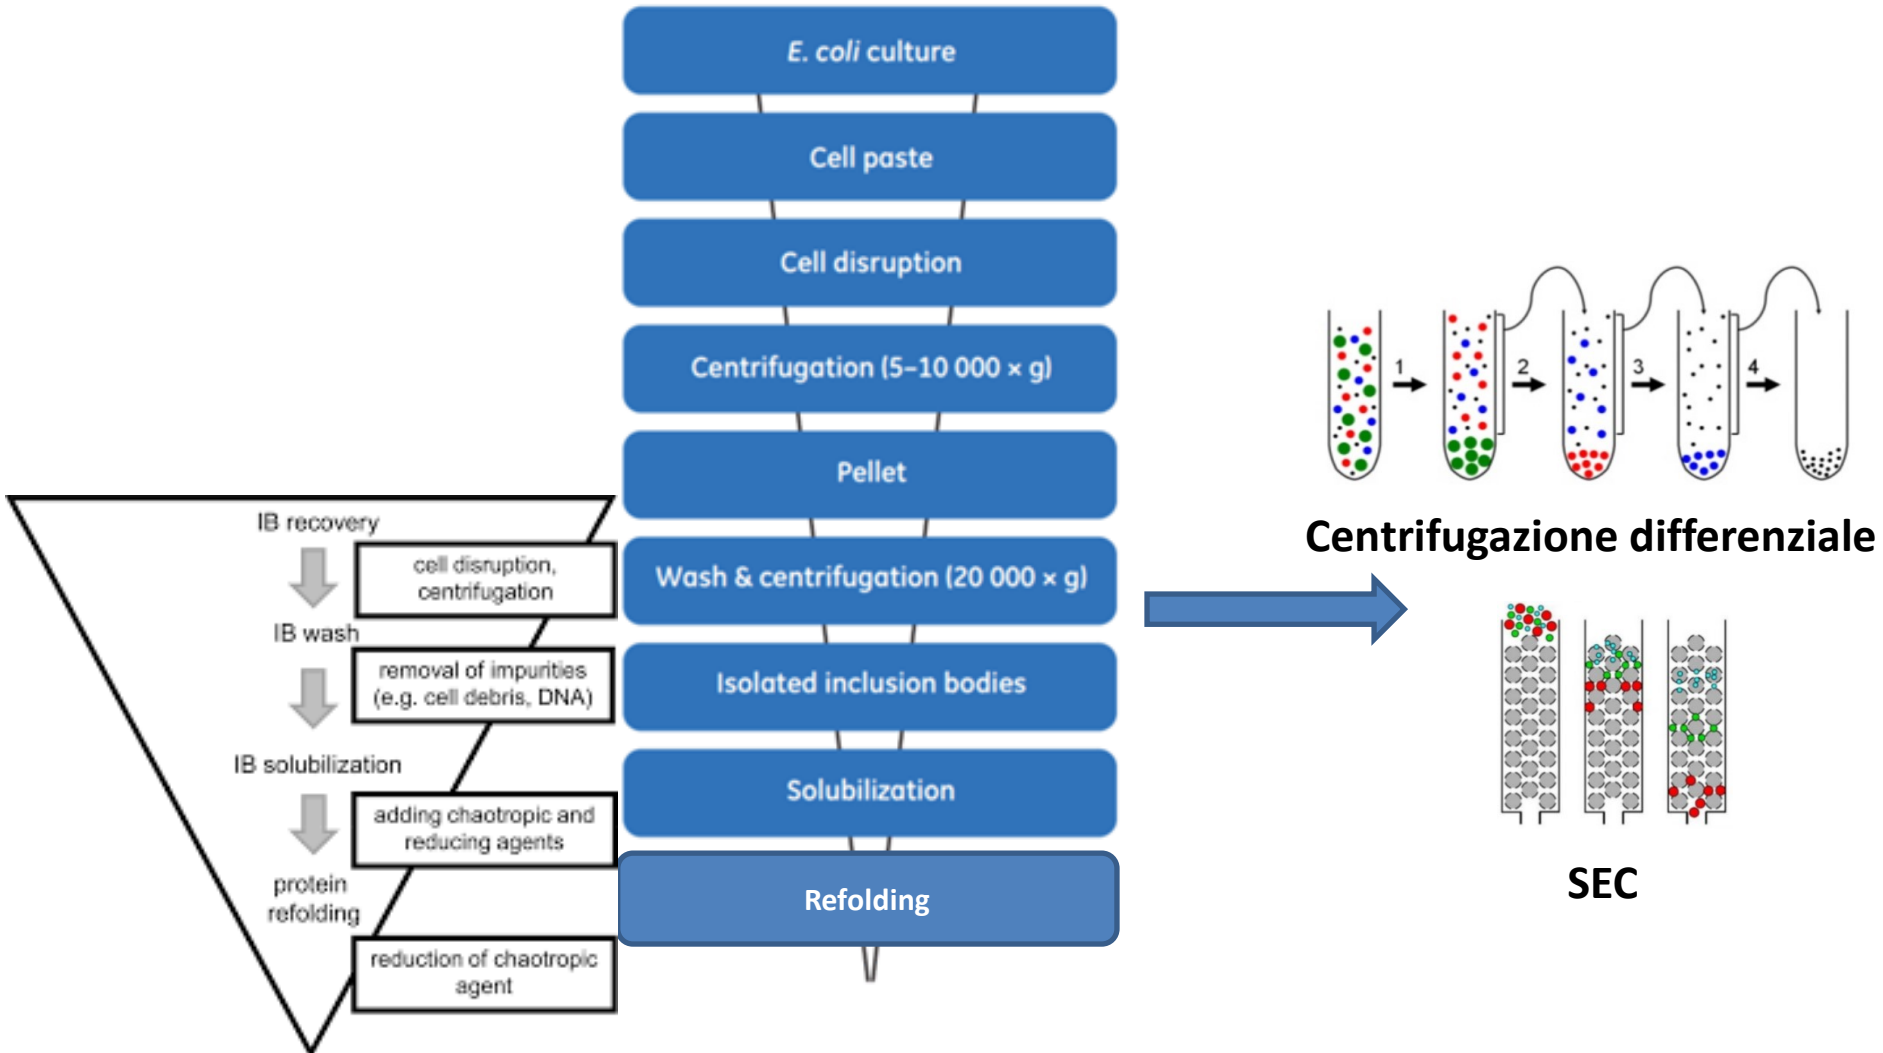 E. coli culture
Cell paste
Cell disruption
Centrifugation (5–10 000 × g)
Pellet
Wash & centrifugation (20 000 × g)
Isolated inclusion bodies
Solubilization
Refolding
IB recovery
cell disruption,
centrifugation
IB wash
removal of impurities
(e.g. cell debris, DNA)
IB solubilization
adding chaotropic and
reducing agents
protein
refolding
reduction of chaotropic
agent
1
2
3
4
Centrifugazione differenziale
SEC